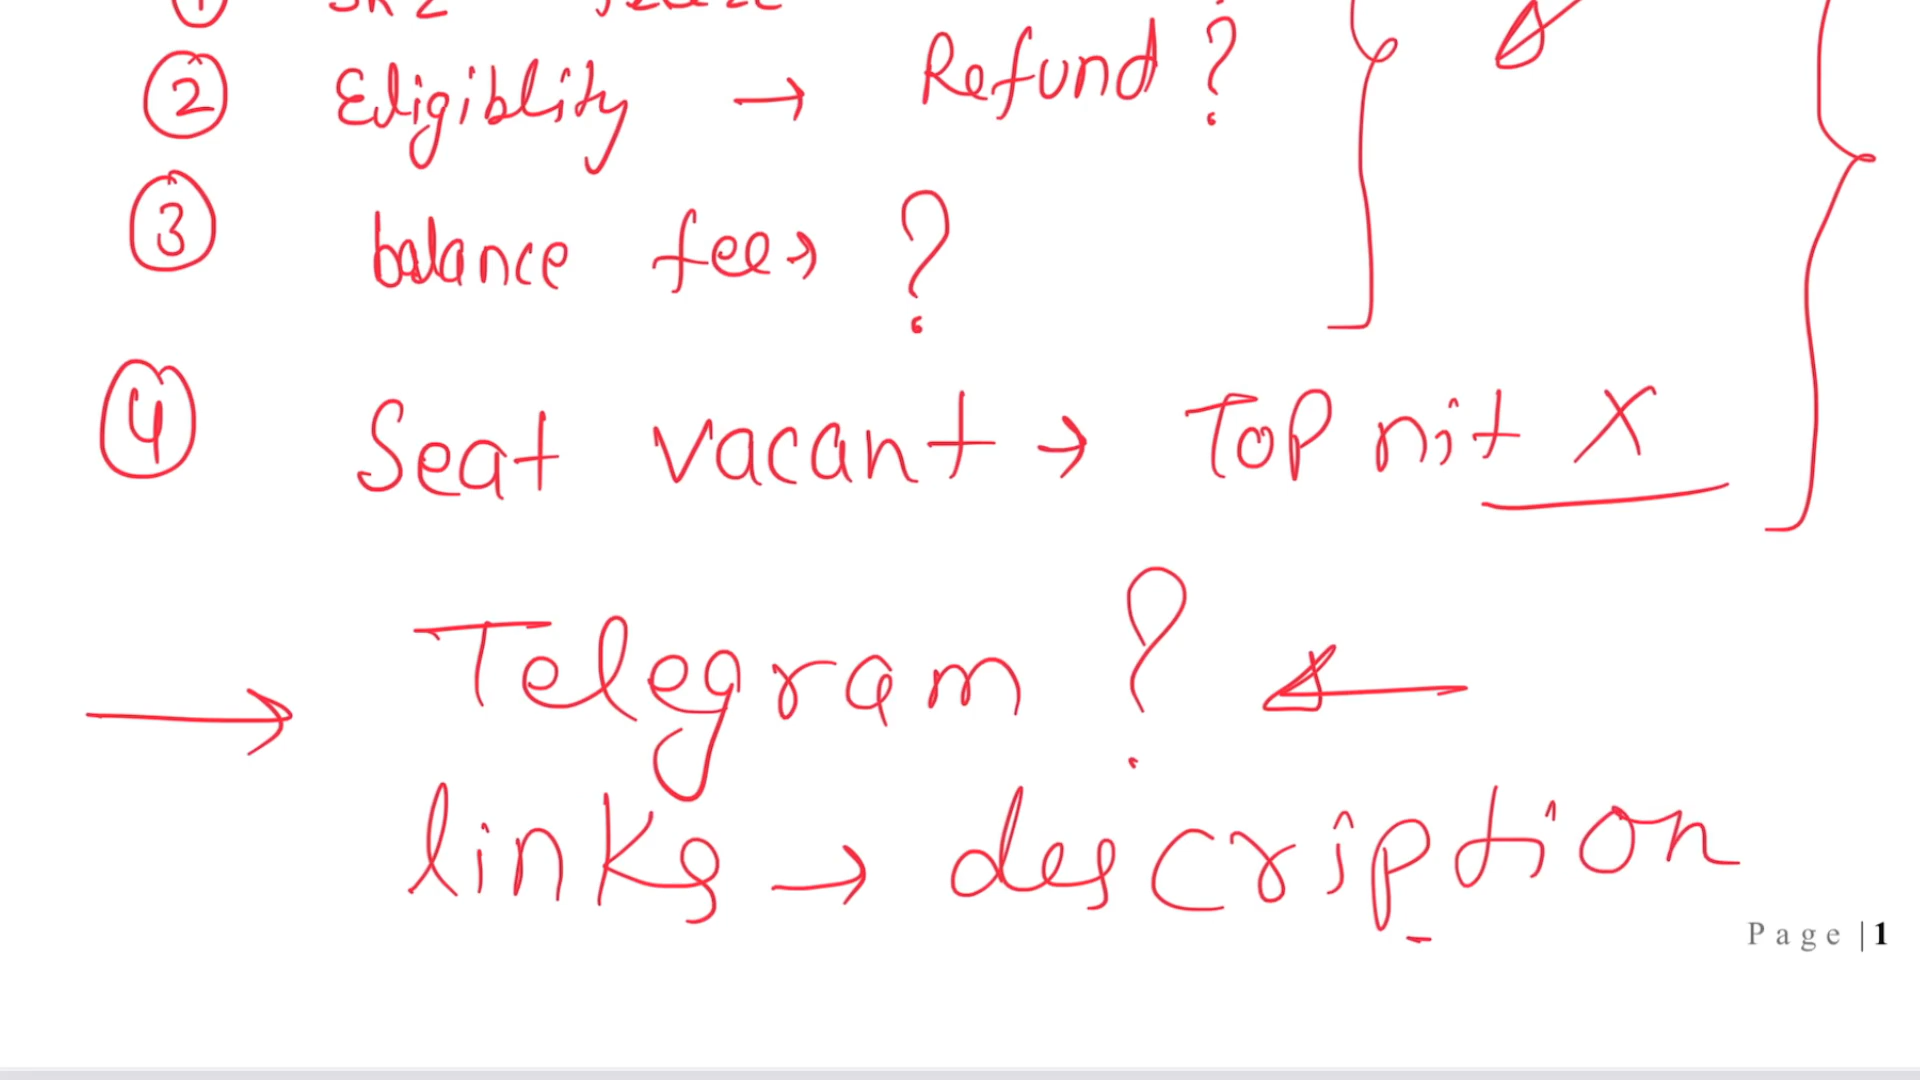 ② Eligiblity → Refund ?
③ balance fees ?
④ Seat vacant → Top nit X
→ Telegram ? ←
links → description
Page | 1